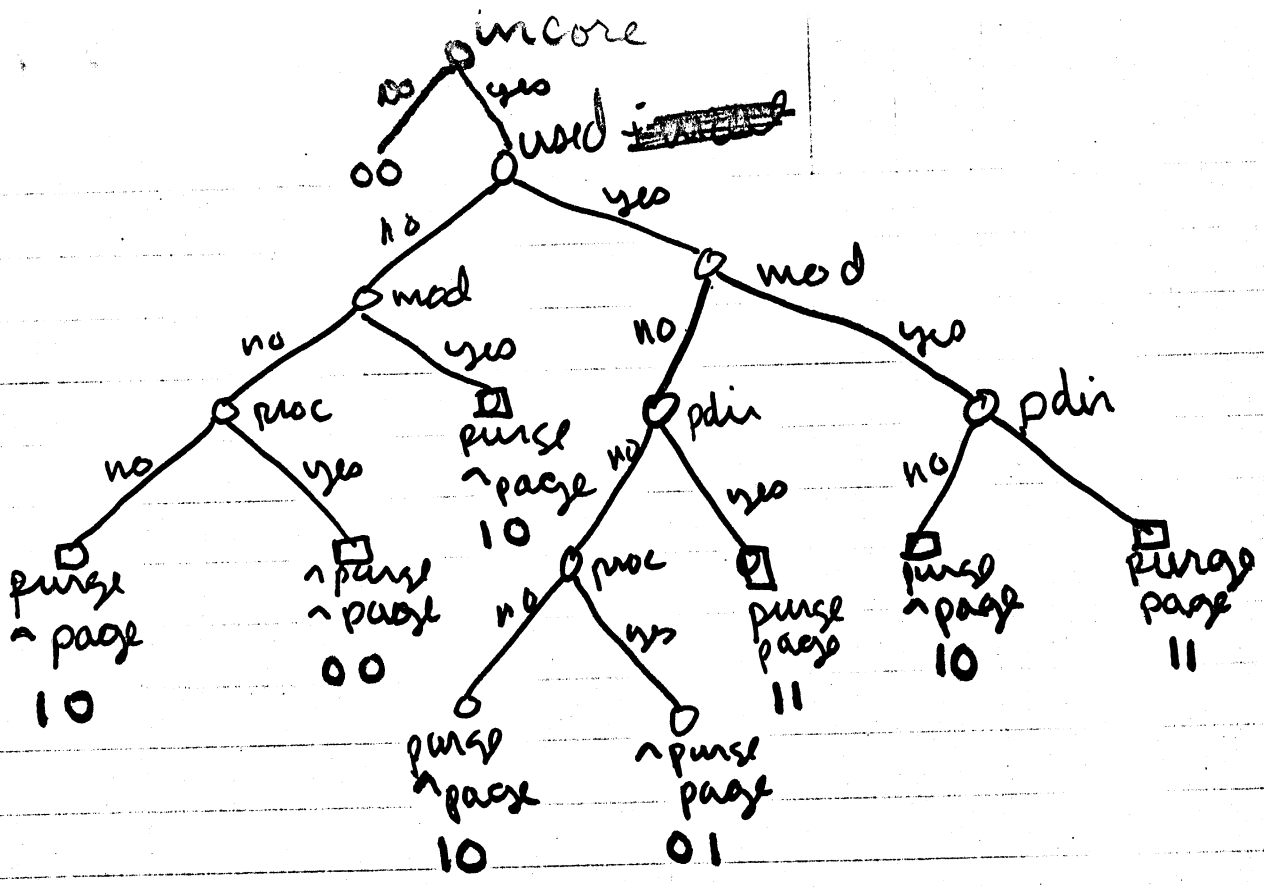 incore
no yes
00
used
no yes
mod mod
no yes no yes
proc pdir pdir
purge
^page
10
no yes no yes no
purge
^ page
10
^purge
^page
00
proc
purge
page
11
purge
^page
10
purge
page
11
no yes
purge
^page
10
^purge
page
01